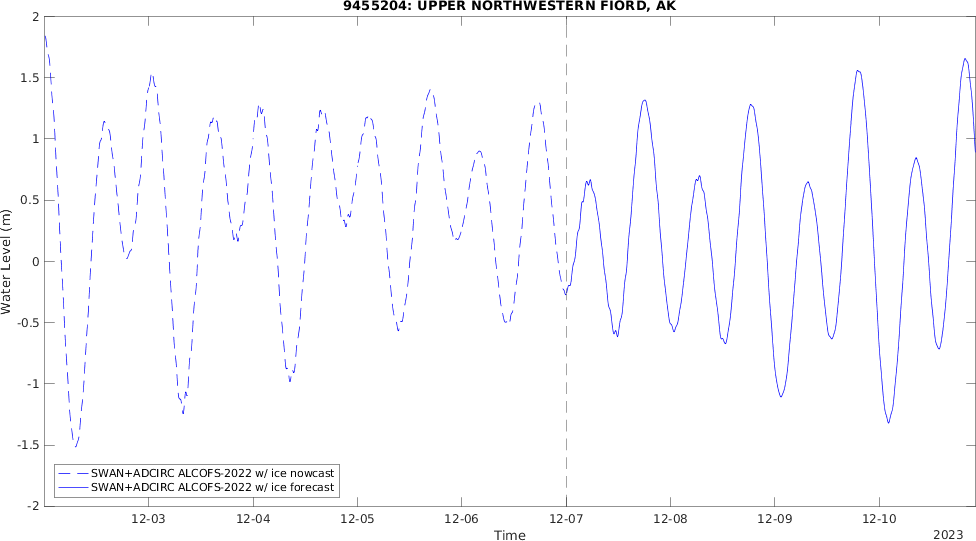 9455204: UPPER NORTHWESTERN FIORD, AK
2
1.5
1
0.5
0
-0.5
-1
-1.5
-2
Water Level (m)
SWAN+ADCIRC ALCOFS-2022 w/ ice nowcast
SWAN+ADCIRC ALCOFS-2022 w/ ice forecast
12-03 12-04 12-05 12-06 12-07 12-08 12-09 12-10
Time
2023